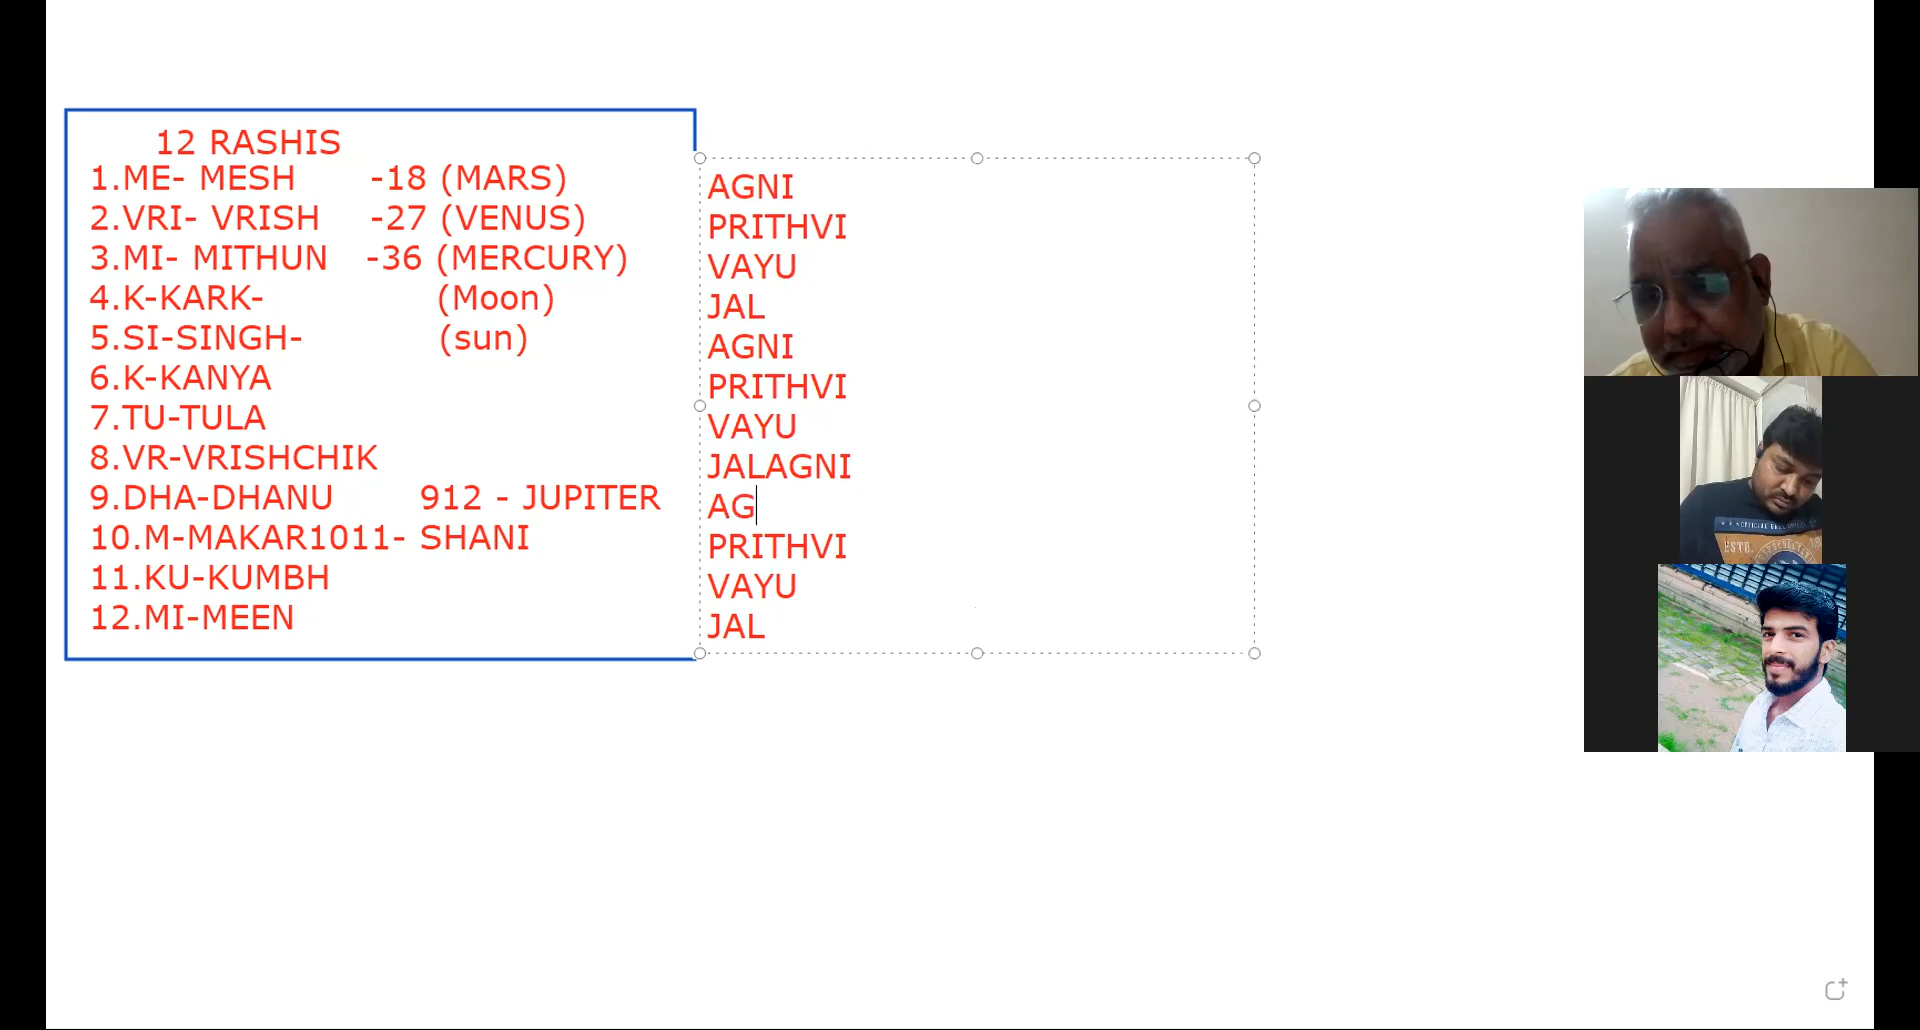 12 RASHIS
1.ME- MESH -18 (MARS)
2.VRI- VRISH -27 (VENUS)
3.MI- MITHUN -36 (MERCURY)
4.K-KARK- (Moon)
5.SI-SINGH- (sun)
6.K-KANYA
7.TU-TULA
8.VR-VRISHCHIK
9.DHA-DHANU 912 - JUPITER
10.M-MAKAR1011- SHANI
11.KU-KUMBH
12.MI-MEEN
AGNI
PRITHVI
VAYU
JAL
AGNI
PRITHVI
VAYU
JALAGNI
AG
PRITHVI
VAYU
JAL
ESTD.